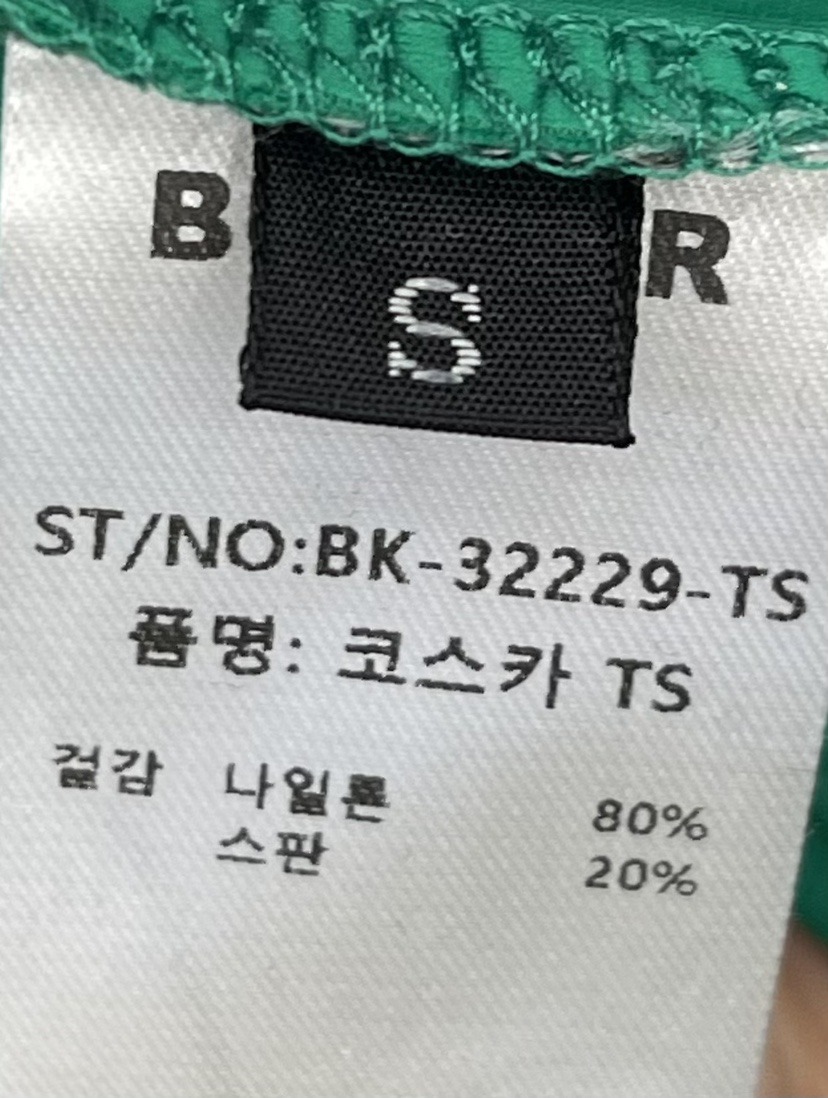 B S R
ST/NO:BK-32229-TS
품명: 코스카 TS
겉감 나일론 80%
스판 20%